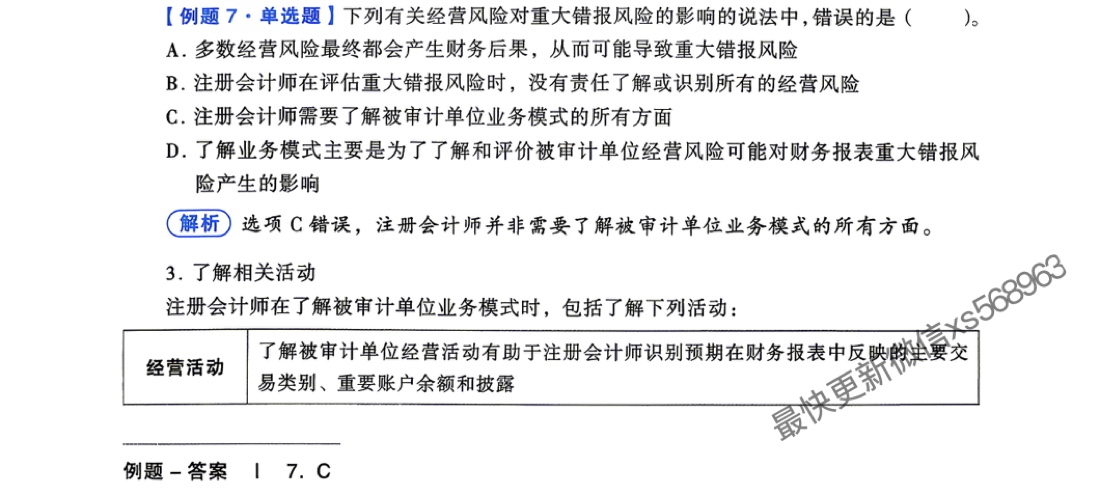 【例题7·单选题】下列有关经营风险对重大错报风险的影响的说法中，错误的是（　　）。
A. 多数经营风险最终都会产生财务后果，从而可能导致重大错报风险
B. 注册会计师在评估重大错报风险时，没有责任了解或识别所有的经营风险
C. 注册会计师需要了解被审计单位业务模式的所有方面
D. 了解业务模式主要是为了了解和评价被审计单位经营风险可能对财务报表重大错报风
险产生的影响
解析 选项 C 错误，注册会计师并非需要了解被审计单位业务模式的所有方面。
3. 了解相关活动
注册会计师在了解被审计单位业务模式时，包括了解下列活动：
经营活动
了解被审计单位经营活动有助于注册会计师识别预期在财务报表中反映的主要交
易类别、重要账户余额和披露
最快更新微信xs568963
例题－答案 | 7. C